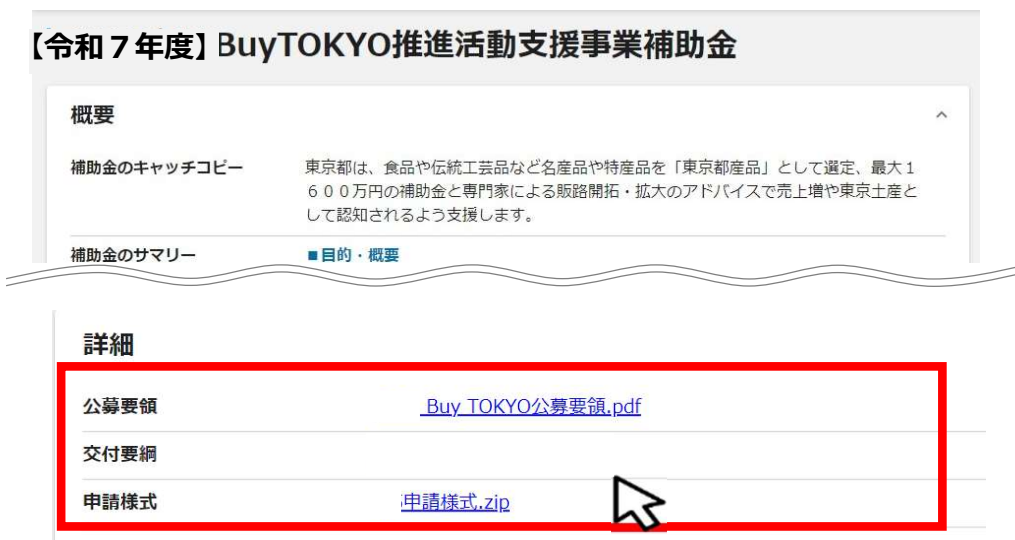 【令和７年度】BuyTOKYO推進活動支援事業補助金
概要
補助金のキャッチコピー 東京都は、食品や伝統工芸品など名産品や特産品を「東京都産品」として選定、最大１
６００万円の補助金と専門家による販路開拓・拡大のアドバイスで売上増や東京土産と
して認知されるよう支援します。
補助金のサマリー ■目的・概要
詳細
公募要領 Buy TOKYO公募要領.pdf
交付要綱
申請様式 申請様式.zip